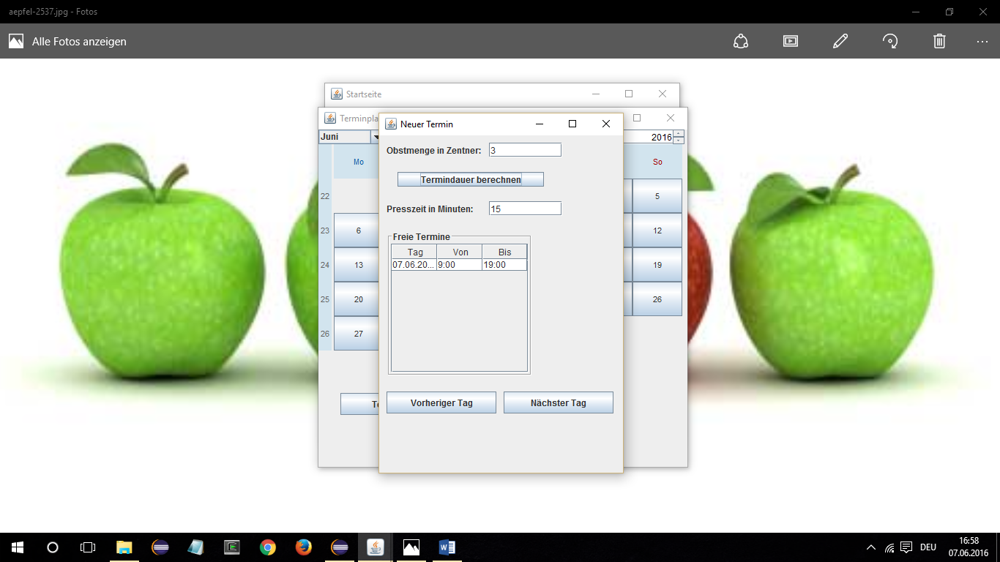 aepfel-2537.jpg - Fotos
Alle Fotos anzeigen
Startseite
Terminpla
Neuer Termin
Juni
2016
Obstmenge in Zentner: 3
Mo
So
Termindauer berechnen
22
5
Presszeit in Minuten: 15
23 6
12
Freie Termine
Tag Von Bis
07.06.20... 9:00 19:00
24 13
19
25 20
26
26 27
Vorheriger Tag Nächster Tag
DEU
16:58
07.06.2016